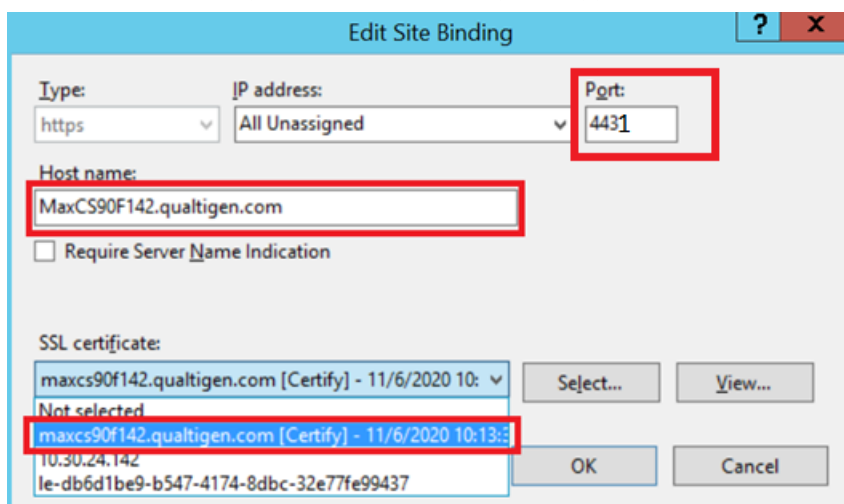 Edit Site Binding
?
X
Type:
IP address:
Port:
https
All Unassigned
4431
Host name:
MaxCS90F142.qualtigen.com
Require Server Name Indication
SSL certificate:
maxcs90f142.qualtigen.com [Certify] - 11/6/2020 10:
Select...
View...
Not selected
maxcs90f142.qualtigen.com [Certify] - 11/6/2020 10:13:3
10.30.24.142
le-db6d1be9-b547-4174-8dbc-32e77fe99437
OK
Cancel